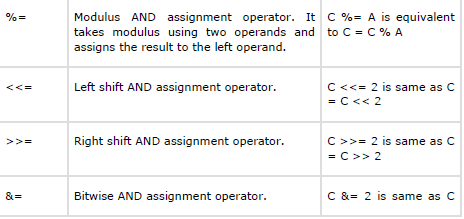 %=
Modulus AND assignment operator. It
takes modulus using two operands and
assigns the result to the left operand.
C %= A is equivalent
to C = C % A
<<=
Left shift AND assignment operator.
C <<= 2 is same as C
= C << 2
>>=
Right shift AND assignment operator.
C >>= 2 is same as C
= C >> 2
&=
Bitwise AND assignment operator.
C &= 2 is same as C